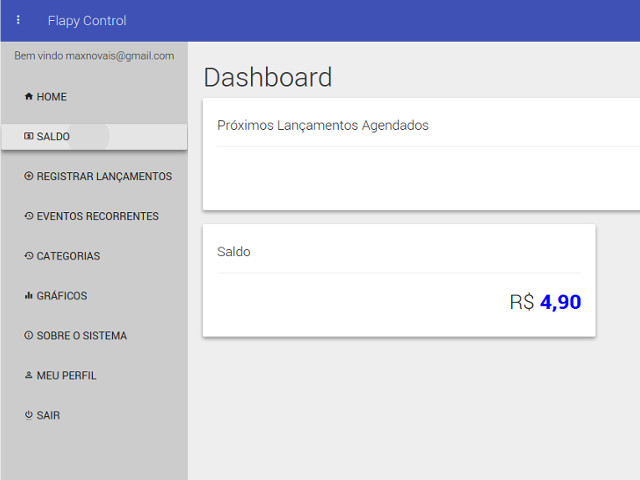 Flapy Control
Bem vindo maxnovais@gmail.com
HOME
SALDO
REGISTRAR LANÇAMENTOS
EVENTOS RECORRENTES
CATEGORIAS
GRÁFICOS
SOBRE O SISTEMA
MEU PERFIL
SAIR
Dashboard
Próximos Lançamentos Agendados
Saldo
R$ 4,90